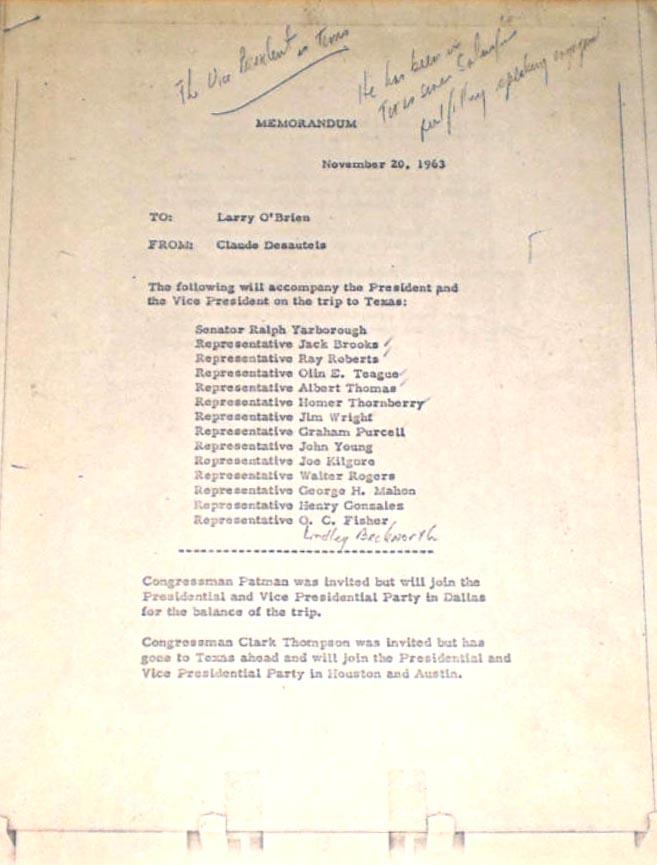 The Vice President in Texas
He has been in
Texas since
fulfilling speaking
MEMORANDUM
November 20, 1963
TO: Larry O'Brien
FROM: Claude Desautels
The following will accompany the President and
the Vice President on the trip to Texas:
Senator Ralph Yarborough
Representative Jack Brooks ✓
Representative Ray Roberts ✓
Representative Olin E. Teague ✓
Representative Albert Thomas ✓
Representative Homer Thornberry ✓
Representative Jim Wright
Representative Graham Purcell
Representative John Young
Representative Joe Kilgore
Representative Walter Rogers
Representative George H. Mahon
Representative Henry Gonzales
Representative O. C. Fisher
Lindley Beckworth
Congressman Patman was invited but will join the
Presidential and Vice Presidential Party in Dallas
for the balance of the trip.
Congressman Clark Thompson was invited but has
gone to Texas ahead and will join the Presidential and
Vice Presidential Party in Houston and Austin.